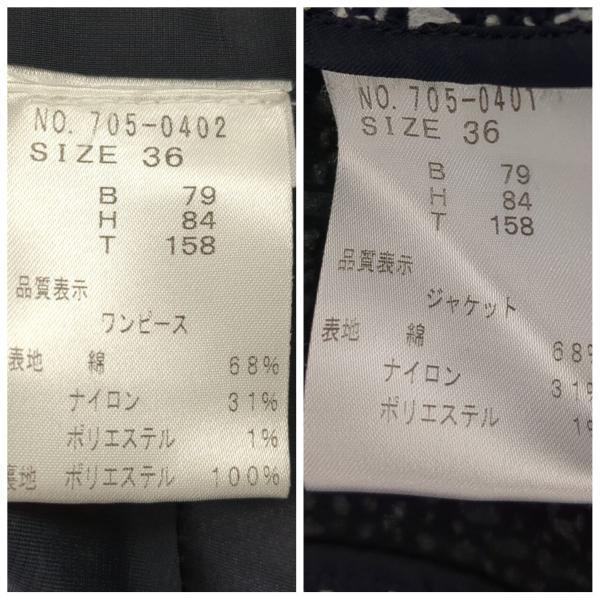 NO. 705-0402
SIZE 36
B 79
H 84
T 158
品質表示
ワンピース
表地 綿 68%
ナイロン 31%
ポリエステル 1%
裏地 ポリエステル 100%
NO. 705-0401
SIZE 36
B 79
H 84
T 158
品質表示
ジャケット
表地 綿 68%
ナイロン 31%
ポリエステル 1%